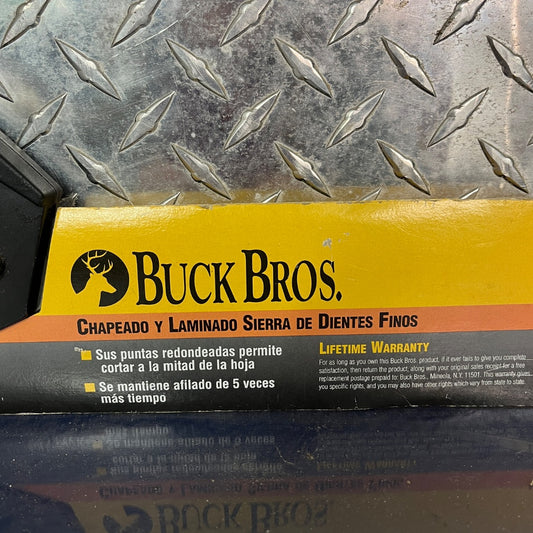 BUCK BROS.
CHAPEADO Y LAMINADO SIERRA DE DIENTES FINOS
Sus puntas redondeadas permite
cortar a la mitad de la hoja
Se mantiene afilado de 5 veces
más tiempo
LIFETIME WARRANTY
For as long as you own this Buck Bros. product, if it ever fails to give you complete
satisfaction, then return the product, along with your original sales receipt for a free
replacement postage prepaid to: Buck Bros., Mineola, N.Y. 11501. This warranty gives
you specific rights, and you may also have other rights which vary from state to state.